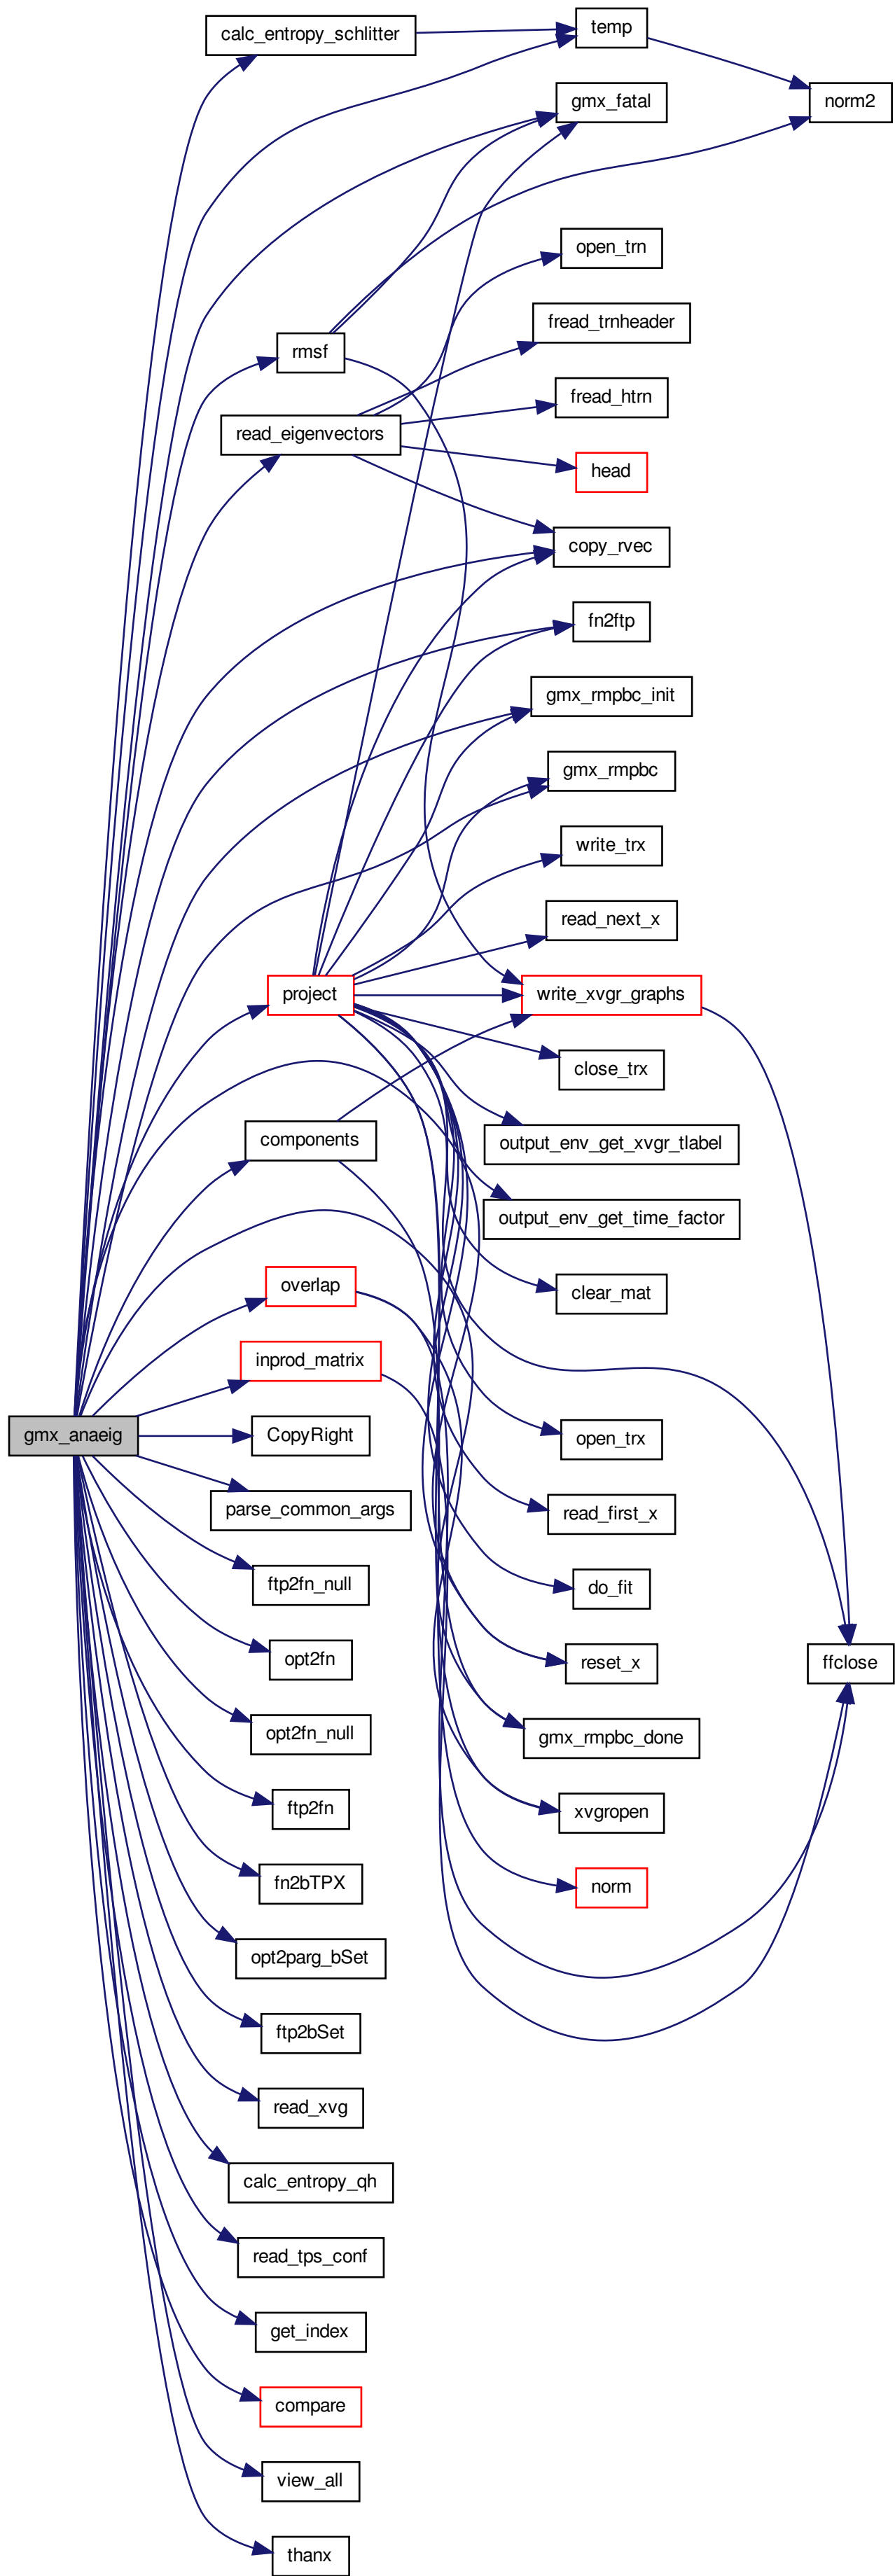 calc_entropy_schlitter
temp
gmx_fatal
norm2
open_trn
fread_trnheader
rmsf
fread_htrn
read_eigenvectors
head
copy_rvec
fn2ftp
gmx_rmpbc_init
gmx_rmpbc
write_trx
read_next_x
project
write_xvgr_graphs
close_trx
components
output_env_get_xvgr_tlabel
output_env_get_time_factor
overlap
clear_mat
inprod_matrix
gmx_anaeig
CopyRight
open_trx
parse_common_args
read_first_x
ftp2fn_null
do_fit
opt2fn
reset_x
ffclose
opt2fn_null
gmx_rmpbc_done
ftp2fn
xvgropen
fn2bTPX
norm
opt2parg_bSet
ftp2bSet
read_xvg
calc_entropy_qh
read_tps_conf
get_index
compare
view_all
thanx